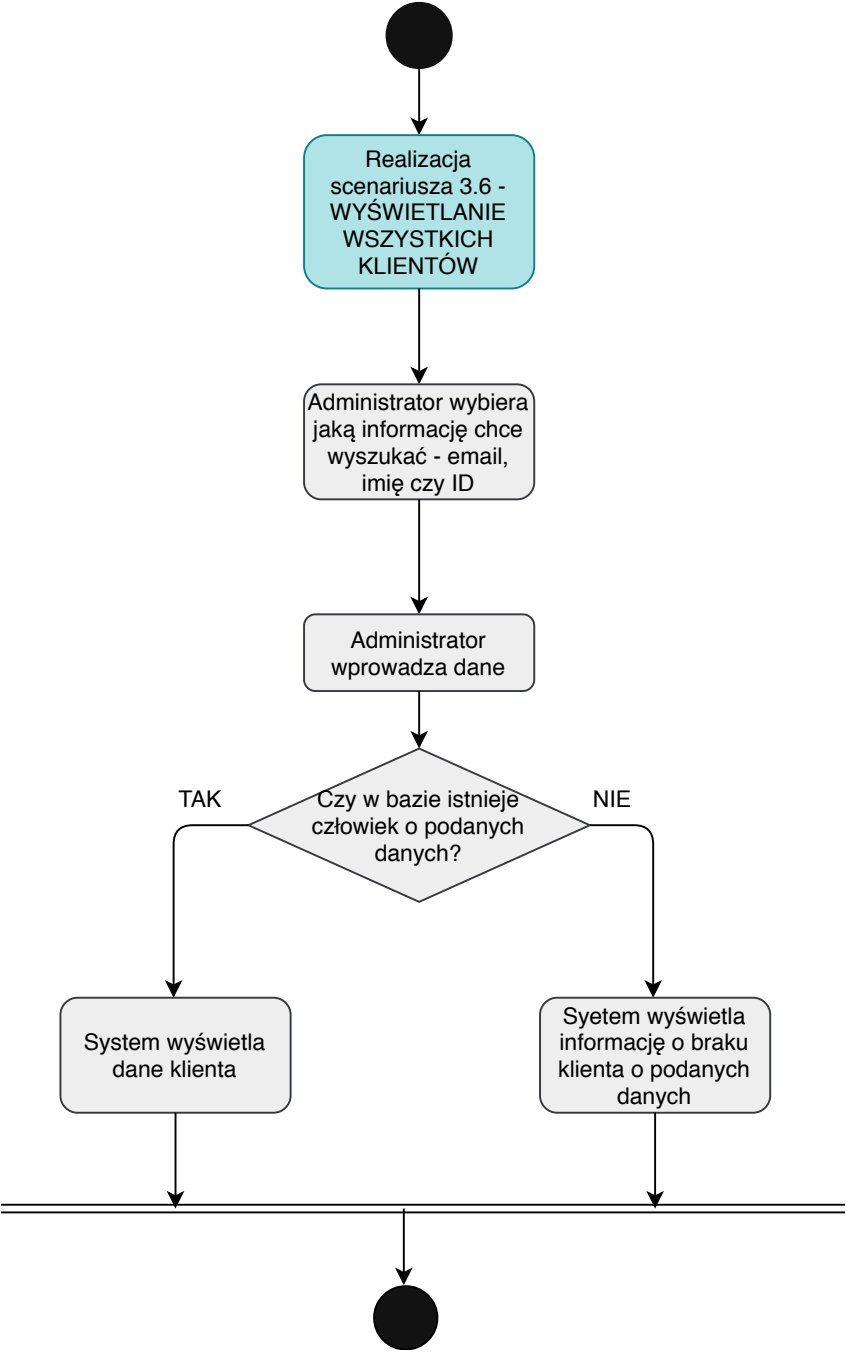 Realizacja
scenariusza 3.6 -
WYŚWIETLANIE
WSZYSTKICH
KLIENTÓW
Administrator wybiera
jaką informację chce
wyszukać - email,
imię czy ID
Administrator
wprowadza dane
TAK
Czy w bazie istnieje
człowiek o podanych
danych?
NIE
System wyświetla
dane klienta
Syetem wyświetla
informację o braku
klienta o podanych
danych